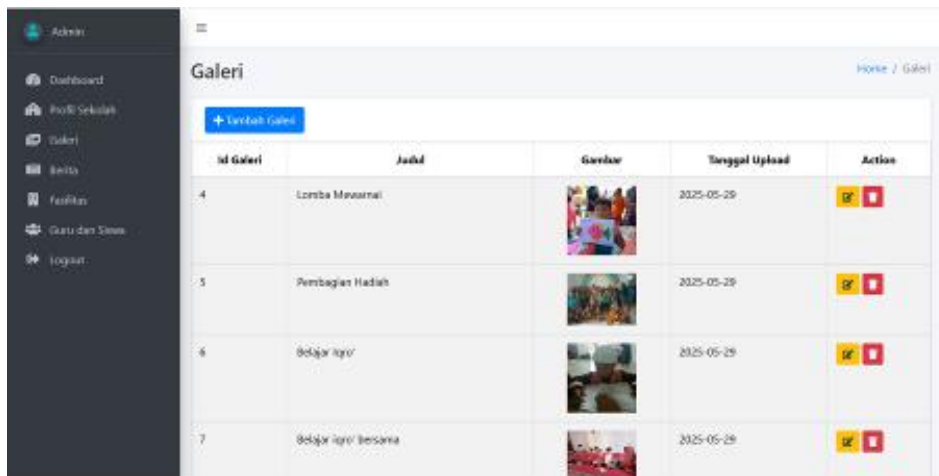 Admin
Dashboard
Profil Sekolah
Galeri
Berita
Fasilitas
Guru dan Siswa
Logout
Galeri
Home / Galeri
+ Tambah Galeri
Id Galeri Judul Gambar Tanggal Upload Action
4 Lomba Mewarnai 2025-05-29
5 Pembagian Hadiah 2025-05-29
6 Belajar Iqro' 2025-05-29
7 Belajar iqro' bersama 2025-05-29